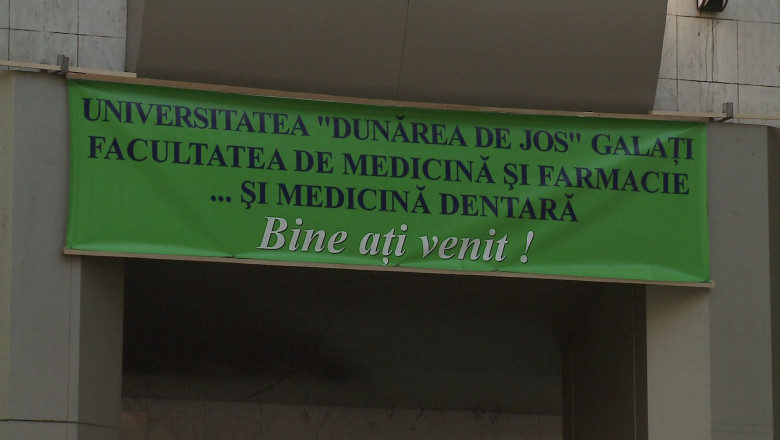 UNIVERSITATEA "DUNĂREA DE JOS" GALAȚI
FACULTATEA DE MEDICINĂ ŞI FARMACIE
... ŞI MEDICINĂ DENTARĂ
Bine ați venit !